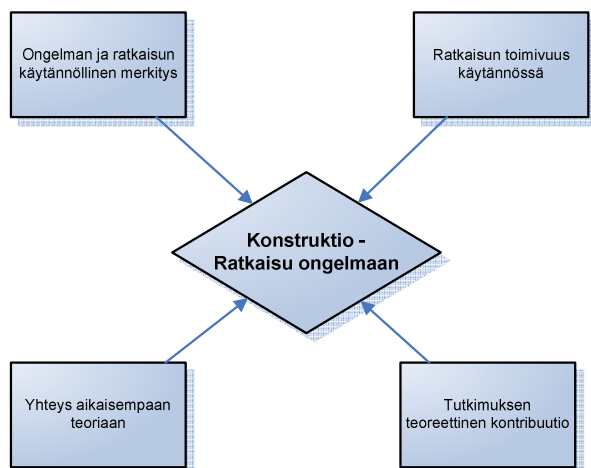 Ongelman ja ratkaisun
käytännöllinen merkitys
Ratkaisun toimivuus
käytännössä
Konstruktio -
Ratkaisu ongelmaan
Yhteys aikaisempaan
teoriaan
Tutkimuksen
teoreettinen kontribuutio